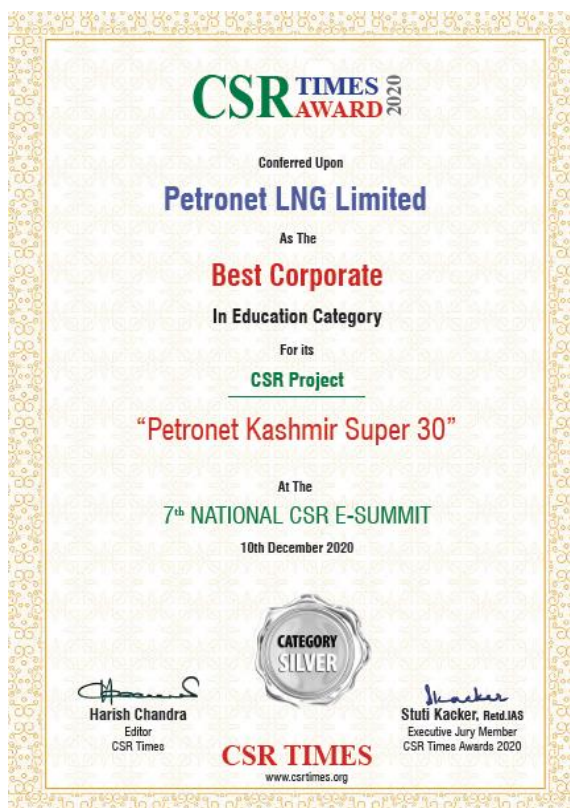 CSR TIMES AWARD 2020
Conferred Upon
Petronet LNG Limited
As The
Best Corporate
In Education Category
For its
CSR Project
“Petronet Kashmir Super 30”
At The
7th NATIONAL CSR E-SUMMIT
10th December 2020
CATEGORY
SILVER
Harish Chandra
Editor
CSR Times
Stuti Kacker, Retd.IAS
Executive Jury Member
CSR Times Awards 2020
CSR TIMES
www.csrtimes.org